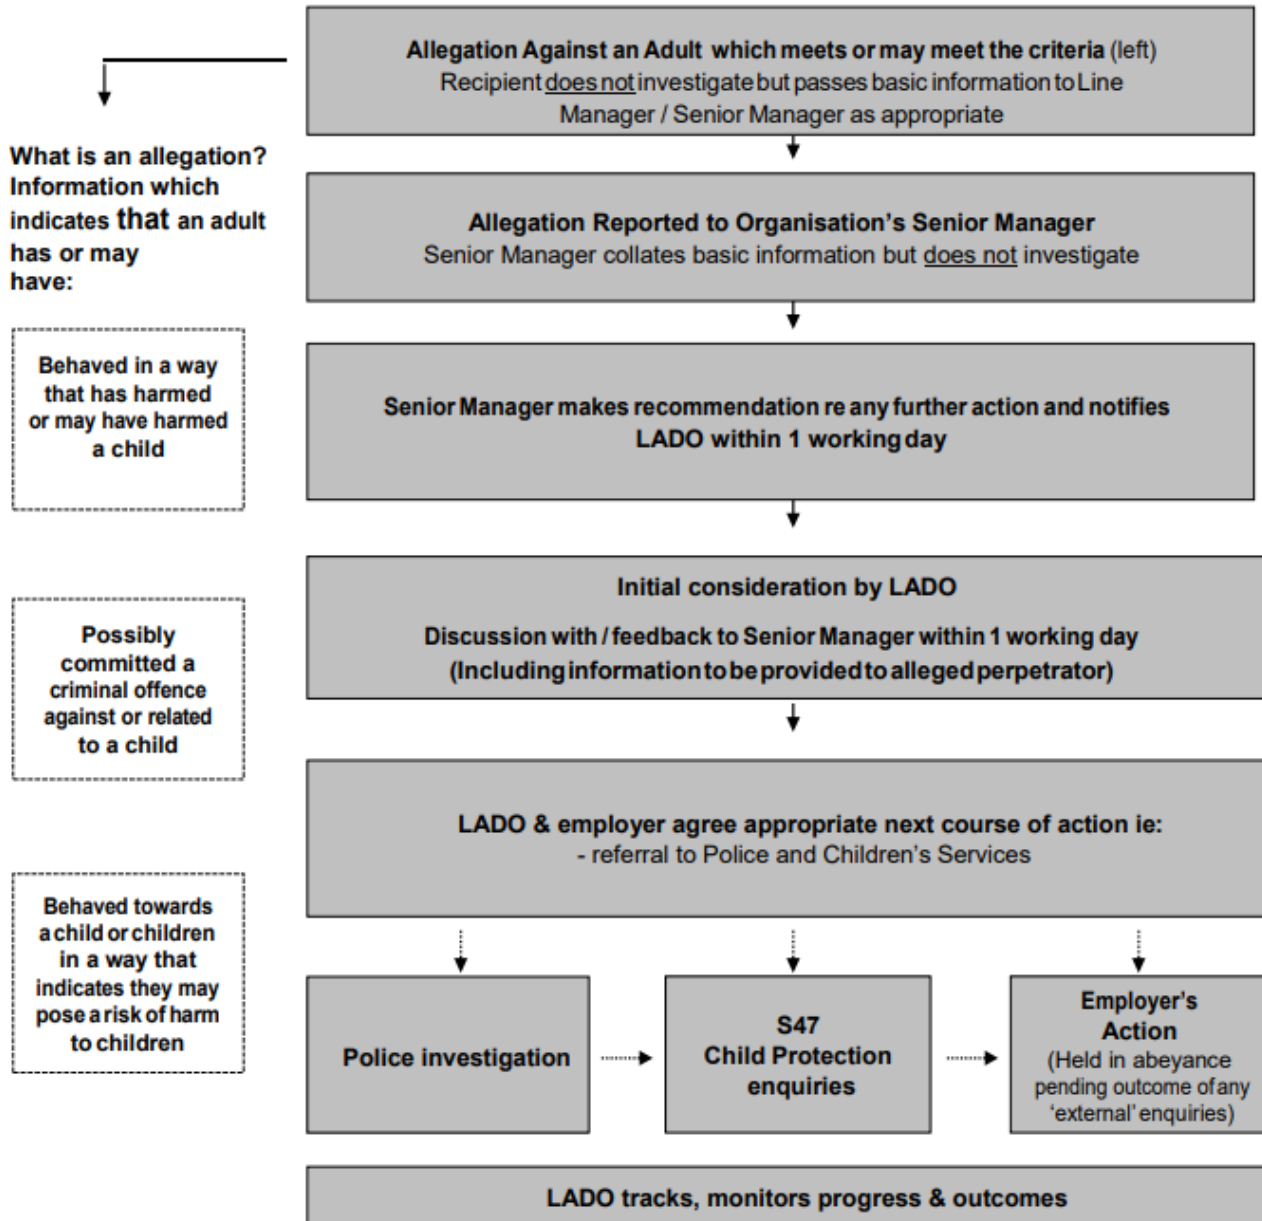 Allegation Against an Adult which meets or may meet the criteria (left)
Recipient does not investigate but passes basic information to Line
Manager / Senior Manager as appropriate
What is an allegation?
Information which
indicates that an adult
has or may
have:
Allegation Reported to Organisation's Senior Manager
Senior Manager collates basic information but does not investigate
Behaved in a way
that has harmed
or may have harmed
a child
Senior Manager makes recommendation re any further action and notifies
LADO within 1 working day
Initial consideration by LADO
Discussion with / feedback to Senior Manager within 1 working day
(Including information to be provided to alleged perpetrator)
Possibly
committed a
criminal offence
against or related
to a child
LADO & employer agree appropriate next course of action ie:
- referral to Police and Children's Services
Behaved towards
a child or children
in a way that
indicates they may
pose a risk of harm
to children
Police investigation
S47
Child Protection
enquiries
Employer's
Action
(Held in abeyance
pending outcome of any
'external' enquiries)
LADO tracks, monitors progress & outcomes